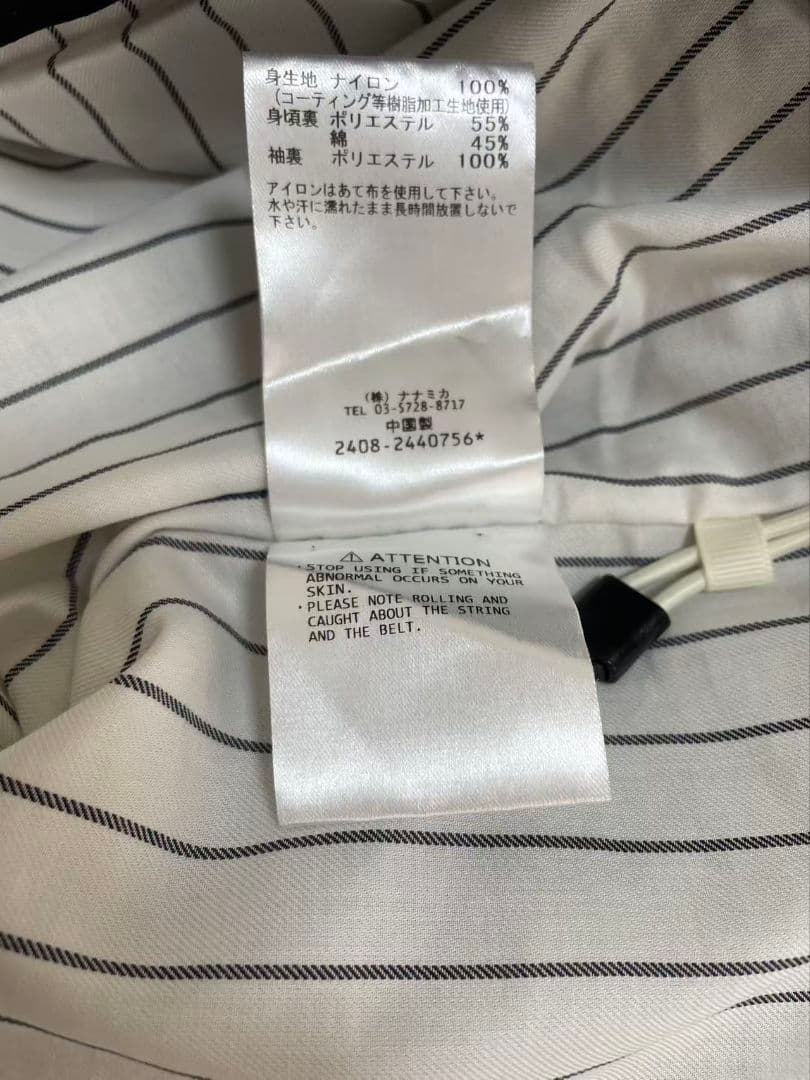 身生地 ナイロン 100%
(コーティング等樹脂加工生地使用)
身頃裏 ポリエステル 55%
綿 45%
袖裏 ポリエステル 100%
アイロンはあて布を使用して下さい。
水や汗に濡れたまま長時間放置しないで
下さい。
(株) ナナミカ
TEL 03-5728-8717
中国製
2408-2440756*
⚠ ATTENTION
・STOP USING IF SOMETHING
ABNORMAL OCCURS ON YOUR
SKIN.
・PLEASE NOTE ROLLING AND
CAUGHT ABOUT THE STRING
AND THE BELT.